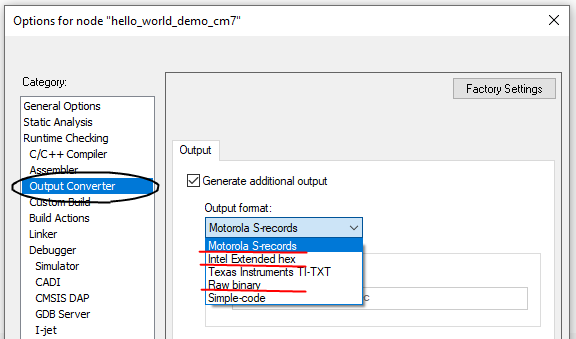 Options for node "hello_world_demo_cm7"
Category:
Factory Settings
General Options
Static Analysis
Runtime Checking
C/C++ Compiler
Assembler
Output Converter
Custom Build
Build Actions
Linker
Debugger
Simulator
CADI
CMSIS DAP
GDB Server
I-jet
Output
Generate additional output
Output format:
Motorola S-records
Motorola S-records
Intel Extended hex
Texas Instruments TI-TXT
Raw binary
Simple-code